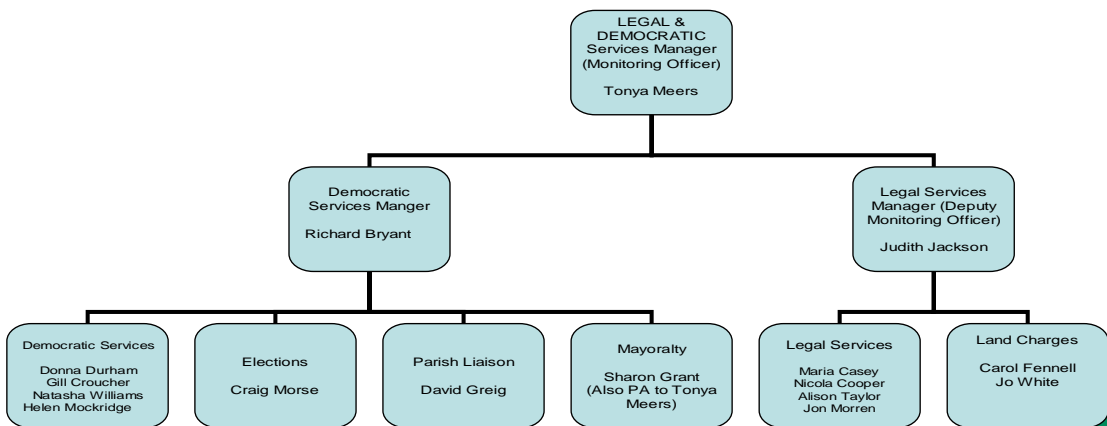 LEGAL &
DEMOCRATIC
Services Manager
(Monitoring Officer)
Tonya Meers
Democratic
Services Manger
Richard Bryant
Legal Services
Manager (Deputy
Monitoring Officer)
Judith Jackson
Democratic Services
Donna Durham
Gill Croucher
Natasha Williams
Helen Mockridge
Elections
Craig Morse
Parish Liaison
David Greig
Mayoralty
Sharon Grant
(Also PA to Tonya
Meers)
Legal Services
Maria Casey
Nicola Cooper
Alison Taylor
Jon Morren
Land Charges
Carol Fennell
Jo White